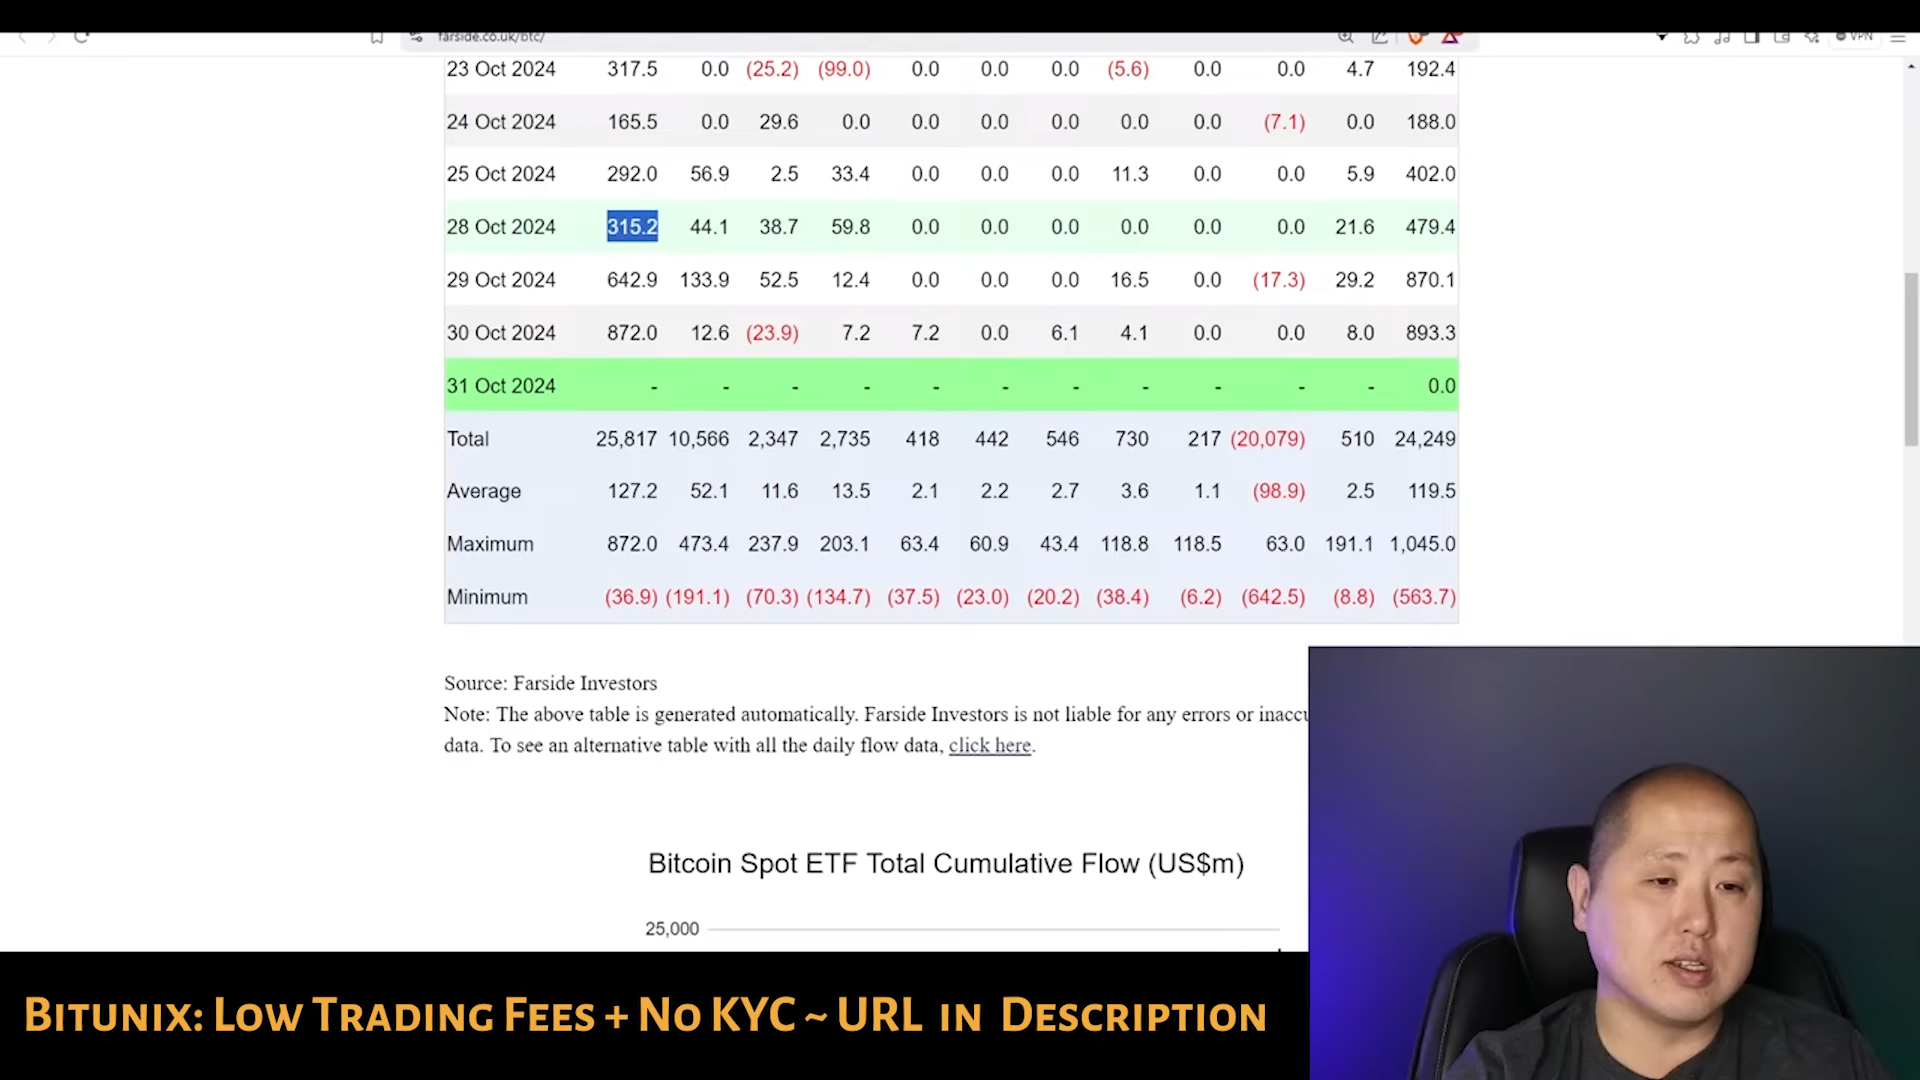 farside.co.uk/btc/
VPN
23 Oct 2024 317.5 0.0 (25.2) (99.0) 0.0 0.0 0.0 (5.6) 0.0 0.0 4.7 192.4
24 Oct 2024 165.5 0.0 29.6 0.0 0.0 0.0 0.0 0.0 0.0 (7.1) 0.0 188.0
25 Oct 2024 292.0 56.9 2.5 33.4 0.0 0.0 0.0 11.3 0.0 0.0 5.9 402.0
28 Oct 2024 315.2 44.1 38.7 59.8 0.0 0.0 0.0 0.0 0.0 0.0 21.6 479.4
29 Oct 2024 642.9 133.9 52.5 12.4 0.0 0.0 0.0 16.5 0.0 (17.3) 29.2 870.1
30 Oct 2024 872.0 12.6 (23.9) 7.2 7.2 0.0 6.1 4.1 0.0 0.0 8.0 893.3
31 Oct 2024 - - - - - - - - - - - 0.0
Total 25,817 10,566 2,347 2,735 418 442 546 730 217 (20,079) 510 24,249
Average 127.2 52.1 11.6 13.5 2.1 2.2 2.7 3.6 1.1 (98.9) 2.5 119.5
Maximum 872.0 473.4 237.9 203.1 63.4 60.9 43.4 118.8 118.5 63.0 191.1 1,045.0
Minimum (36.9) (191.1) (70.3) (134.7) (37.5) (23.0) (20.2) (38.4) (6.2) (642.5) (8.8) (563.7)
Source: Farside Investors
Note: The above table is generated automatically. Farside Investors is not liable for any errors or inaccu
data. To see an alternative table with all the daily flow data, click here.
Bitcoin Spot ETF Total Cumulative Flow (US$m)
25,000
Bitunix: Low Trading Fees + No KYC ~ URL in Description